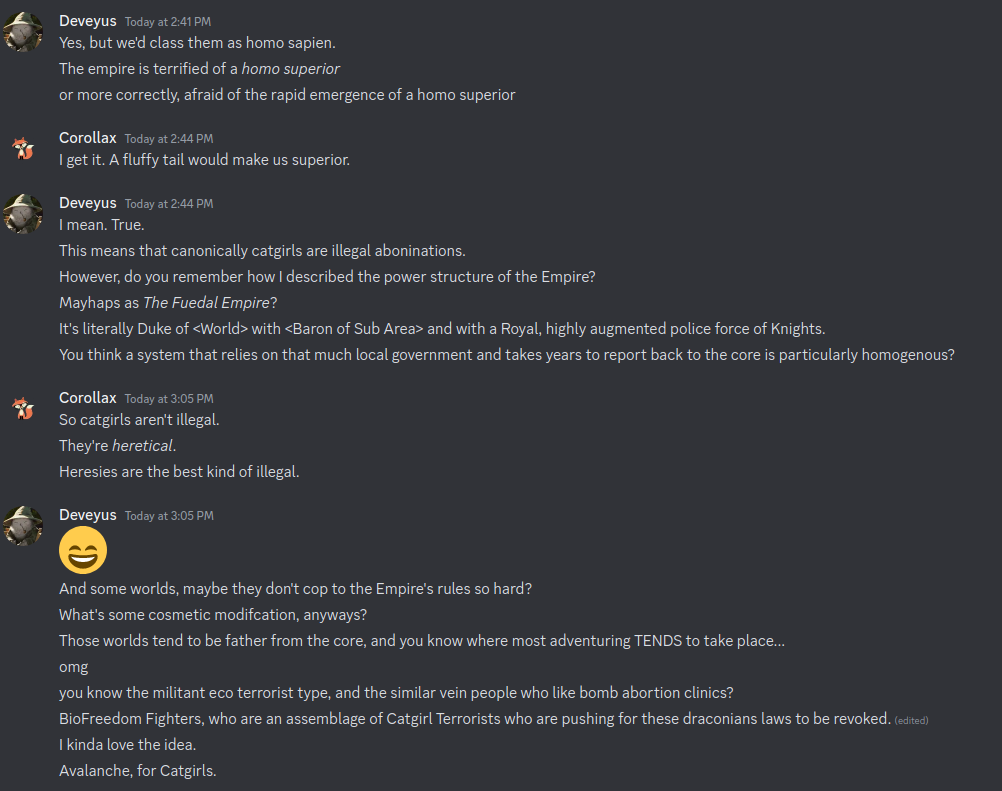 Deveyus Today at 2:41 PM
Yes, but we'd class them as homo sapien.
The empire is terrified of a homo superior
or more correctly, afraid of the rapid emergence of a homo superior
Corollax Today at 2:44 PM
I get it. A fluffy tail would make us superior.
Deveyus Today at 2:44 PM
I mean. True.
This means that canonically catgirls are illegal aboninations.
However, do you remember how I described the power structure of the Empire?
Mayhaps as The Fuedal Empire?
It's literally Duke of <World> with <Baron of Sub Area> and with a Royal, highly augmented police force of Knights.
You think a system that relies on that much local government and takes years to report back to the core is particularly homogenous?
Corollax Today at 3:05 PM
So catgirls aren't illegal.
They're heretical.
Heresies are the best kind of illegal.
Deveyus Today at 3:05 PM
And some worlds, maybe they don't cop to the Empire's rules so hard?
What's some cosmetic modifcation, anyways?
Those worlds tend to be father from the core, and you know where most adventuring TENDS to take place...
omg
you know the militant eco terrorist type, and the similar vein people who like bomb abortion clinics?
BioFreedom Fighters, who are an assemblage of Catgirl Terrorists who are pushing for these draconians laws to be revoked. (edited)
I kinda love the idea.
Avalanche, for Catgirls.